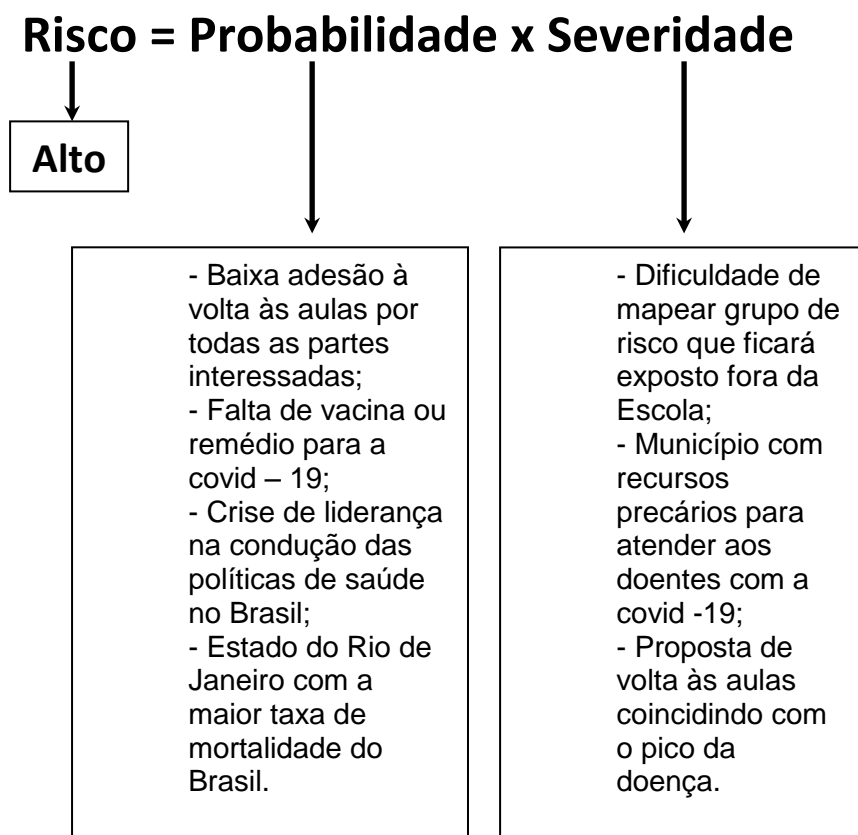 Risco = Probabilidade x Severidade
Alto
- Baixa adesão à
volta às aulas por
todas as partes
interessadas;
- Falta de vacina ou
remédio para a
covid – 19;
- Crise de liderança
na condução das
políticas de saúde
no Brasil;
- Estado do Rio de
Janeiro com a
maior taxa de
mortalidade do
Brasil.
- Dificuldade de
mapear grupo de
risco que ficará
exposto fora da
Escola;
- Município com
recursos
precários para
atender aos
doentes com a
covid -19;
- Proposta de
volta às aulas
coincidindo com
o pico da
doença.